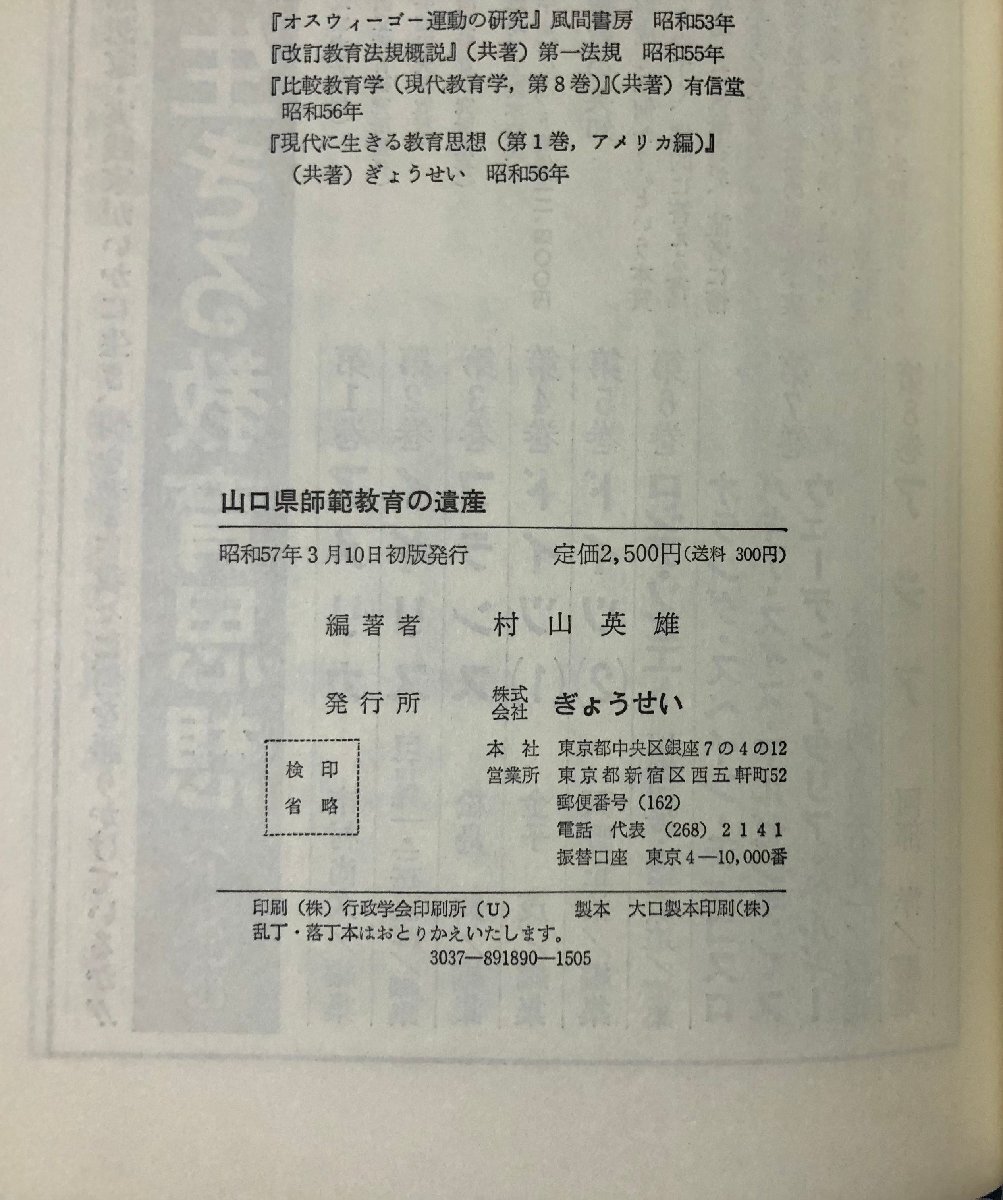 『オスウィーゴー運動の研究』風間書房　昭和53年
『改訂教育法規概説』（共著）第一法規　昭和55年
『比較教育学（現代教育学，第８巻）』（共著）有信堂
昭和56年
『現代に生きる教育思想（第１巻，アメリカ編）』
（共著）ぎょうせい　昭和56年
山口県師範教育の遺産
昭和57年３月10日初版発行　定価2,500円（送料 300円）
編著者　村山英雄
発行所　株式会社　ぎょうせい
検印省略
本社　東京都中央区銀座７の４の12
営業所　東京都新宿区西五軒町52
郵便番号（162）
電話　代表　（268）２１４１
振替口座　東京４―10,000番
印刷（株）行政学会印刷所（Ｕ）　製本　大口製本印刷（株）
乱丁・落丁本はおとりかえいたします。
3037―891890―1505